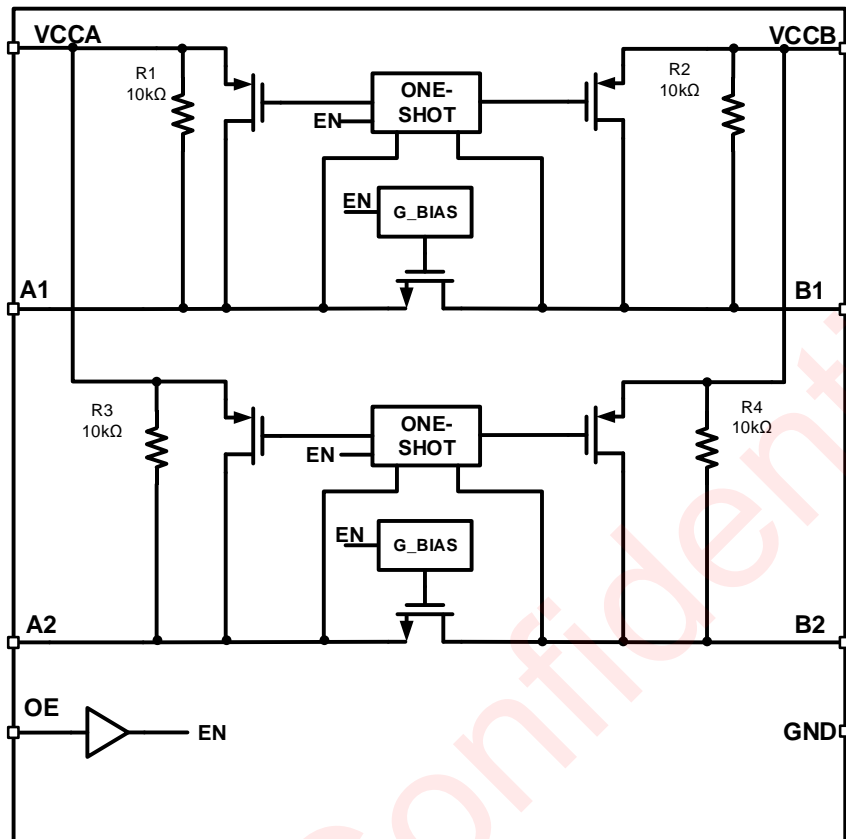 VCCA
VCCB
R1
10kΩ
R2
10kΩ
ONE-
SHOT
EN
EN
G_BIAS
A1
B1
R3
10kΩ
R4
10kΩ
ONE-
SHOT
EN
EN
G_BIAS
A2
B2
OE
EN
GND
Confidenti